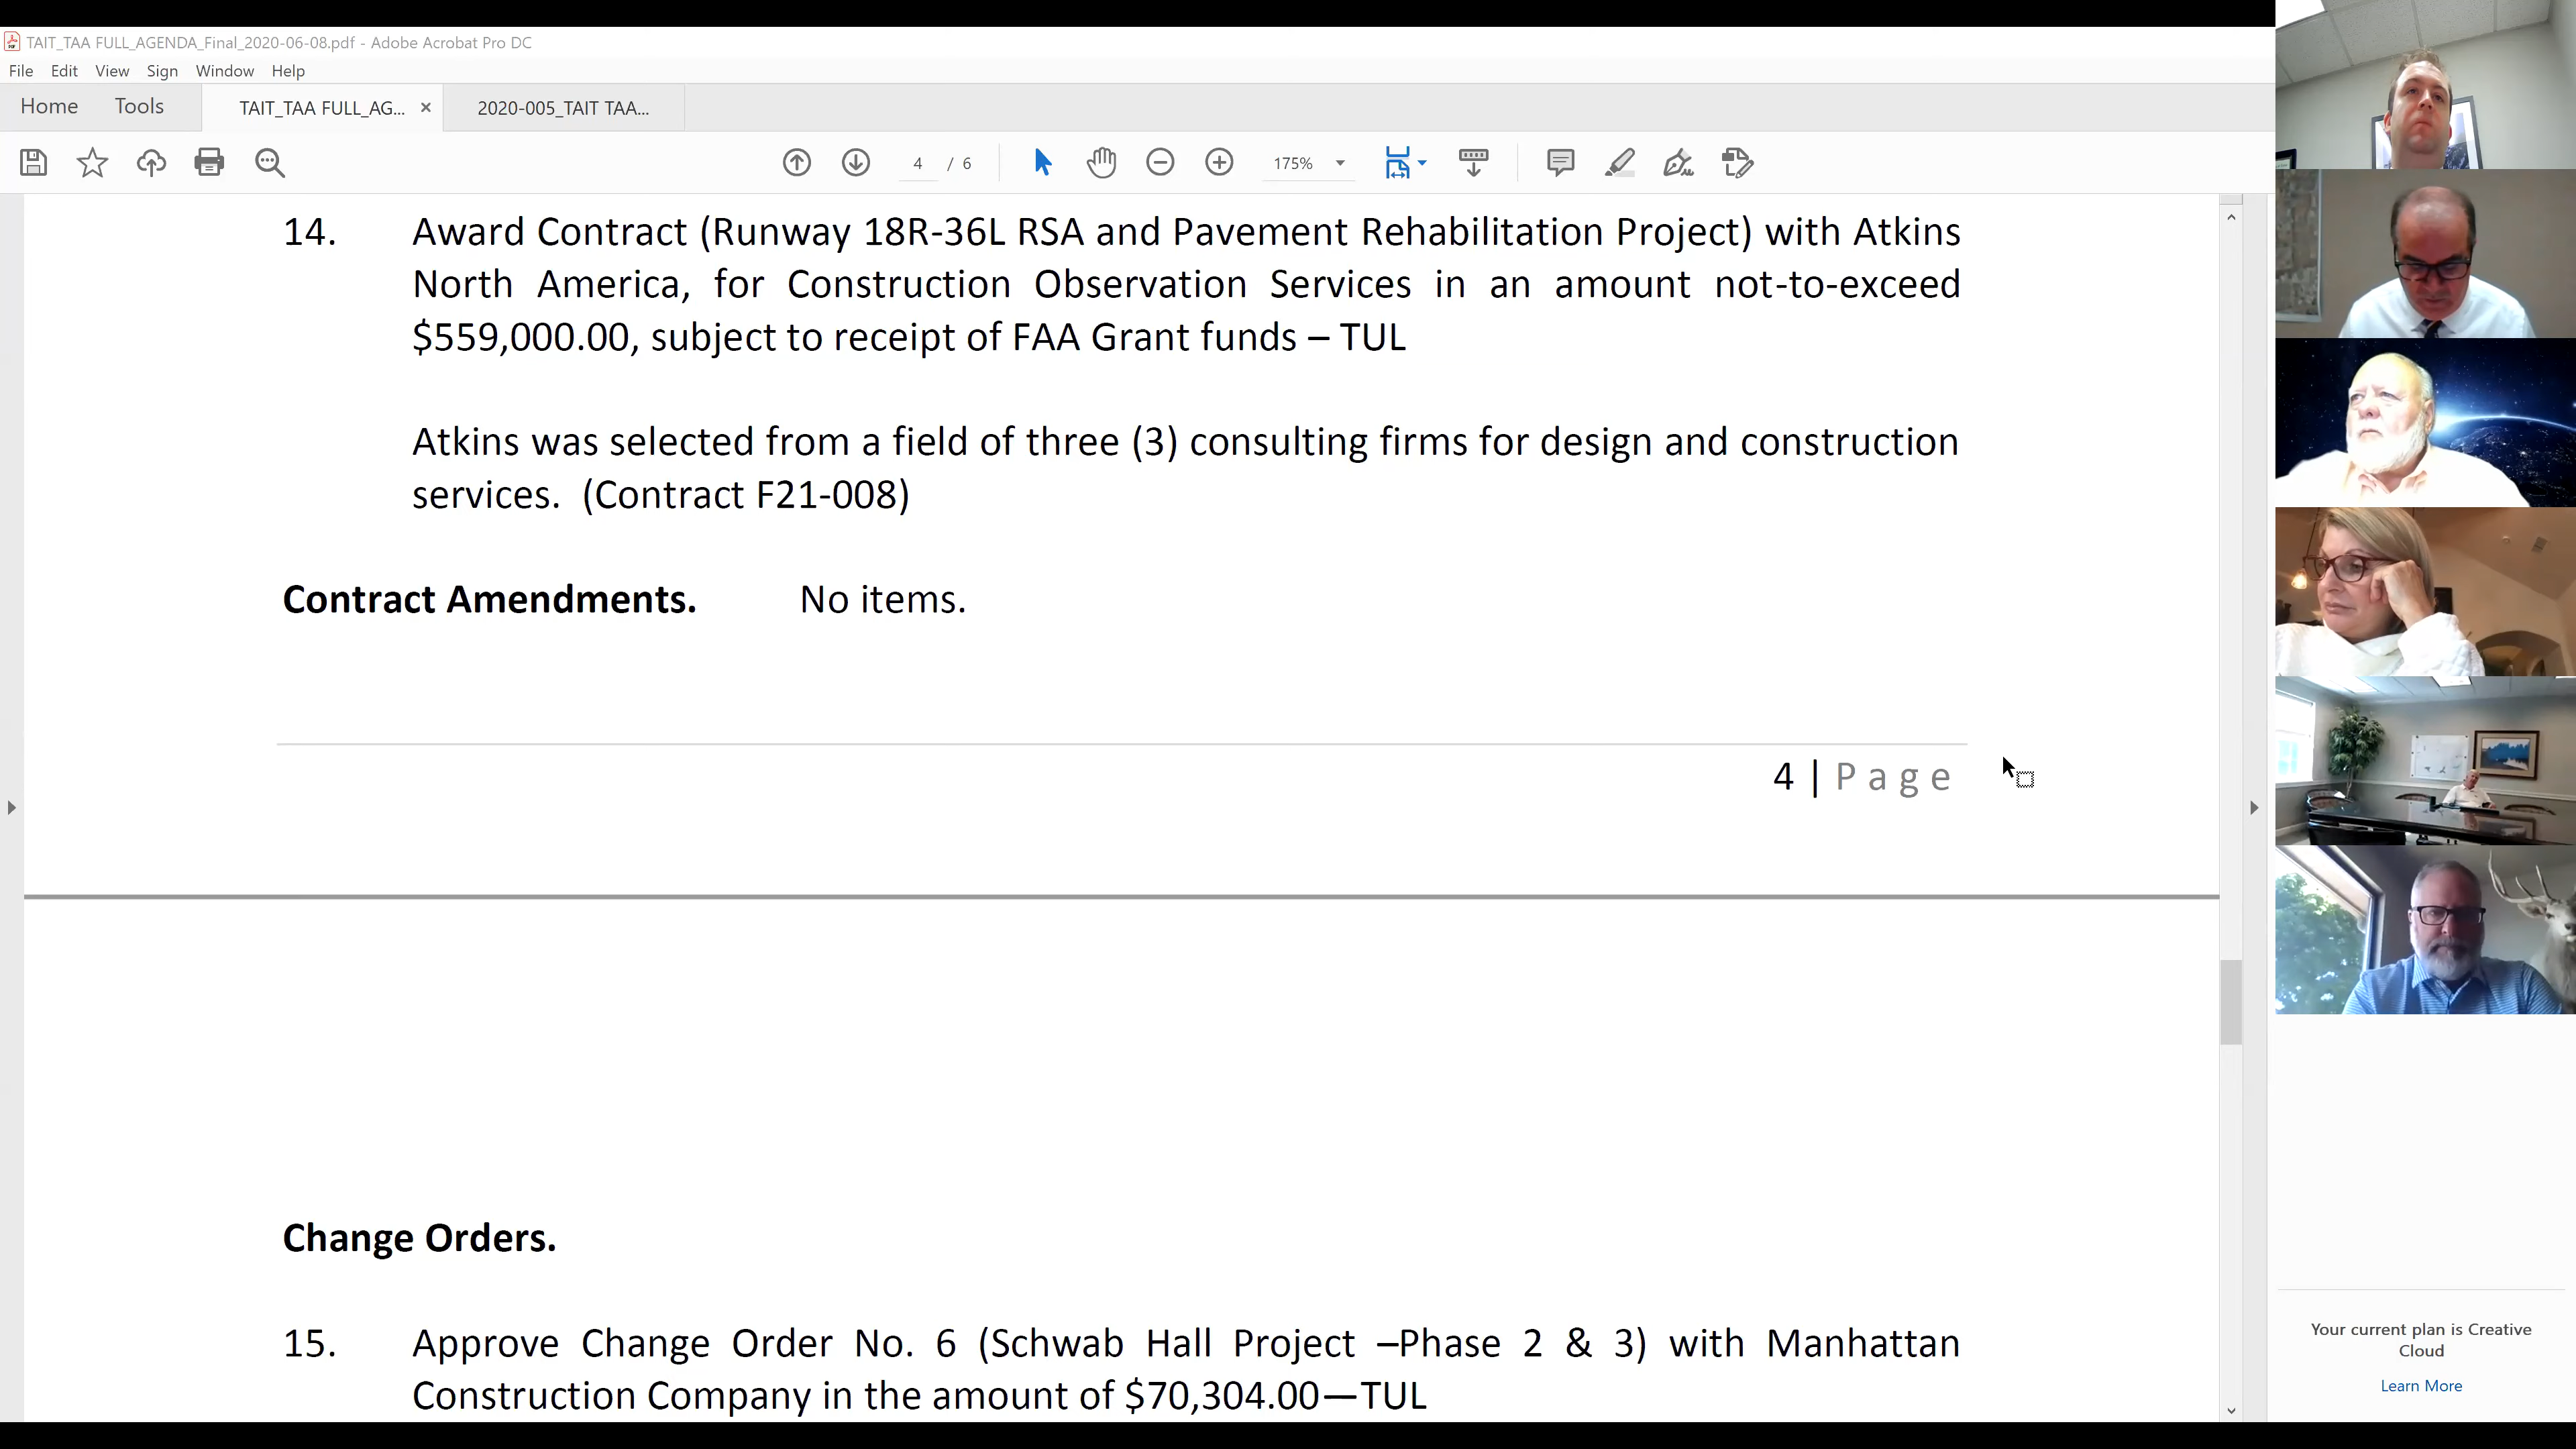 TAIT_TAA FULL_AGENDA_Final_2020-06-08.pdf - Adobe Acrobat Pro DC
File Edit View Sign Window Help
Home Tools TAIT_TAA FULL_AG... × 2020-005_TAIT TAA...
4 / 6 175%
14. Award Contract (Runway 18R-36L RSA and Pavement Rehabilitation Project) with Atkins
North America, for Construction Observation Services in an amount not-to-exceed
$559,000.00, subject to receipt of FAA Grant funds – TUL
Atkins was selected from a field of three (3) consulting firms for design and construction
services. (Contract F21-008)
Contract Amendments. No items.
4 | Page
Change Orders.
15. Approve Change Order No. 6 (Schwab Hall Project –Phase 2 & 3) with Manhattan
Construction Company in the amount of $70,304.00—TUL
Your current plan is Creative
Cloud
Learn More